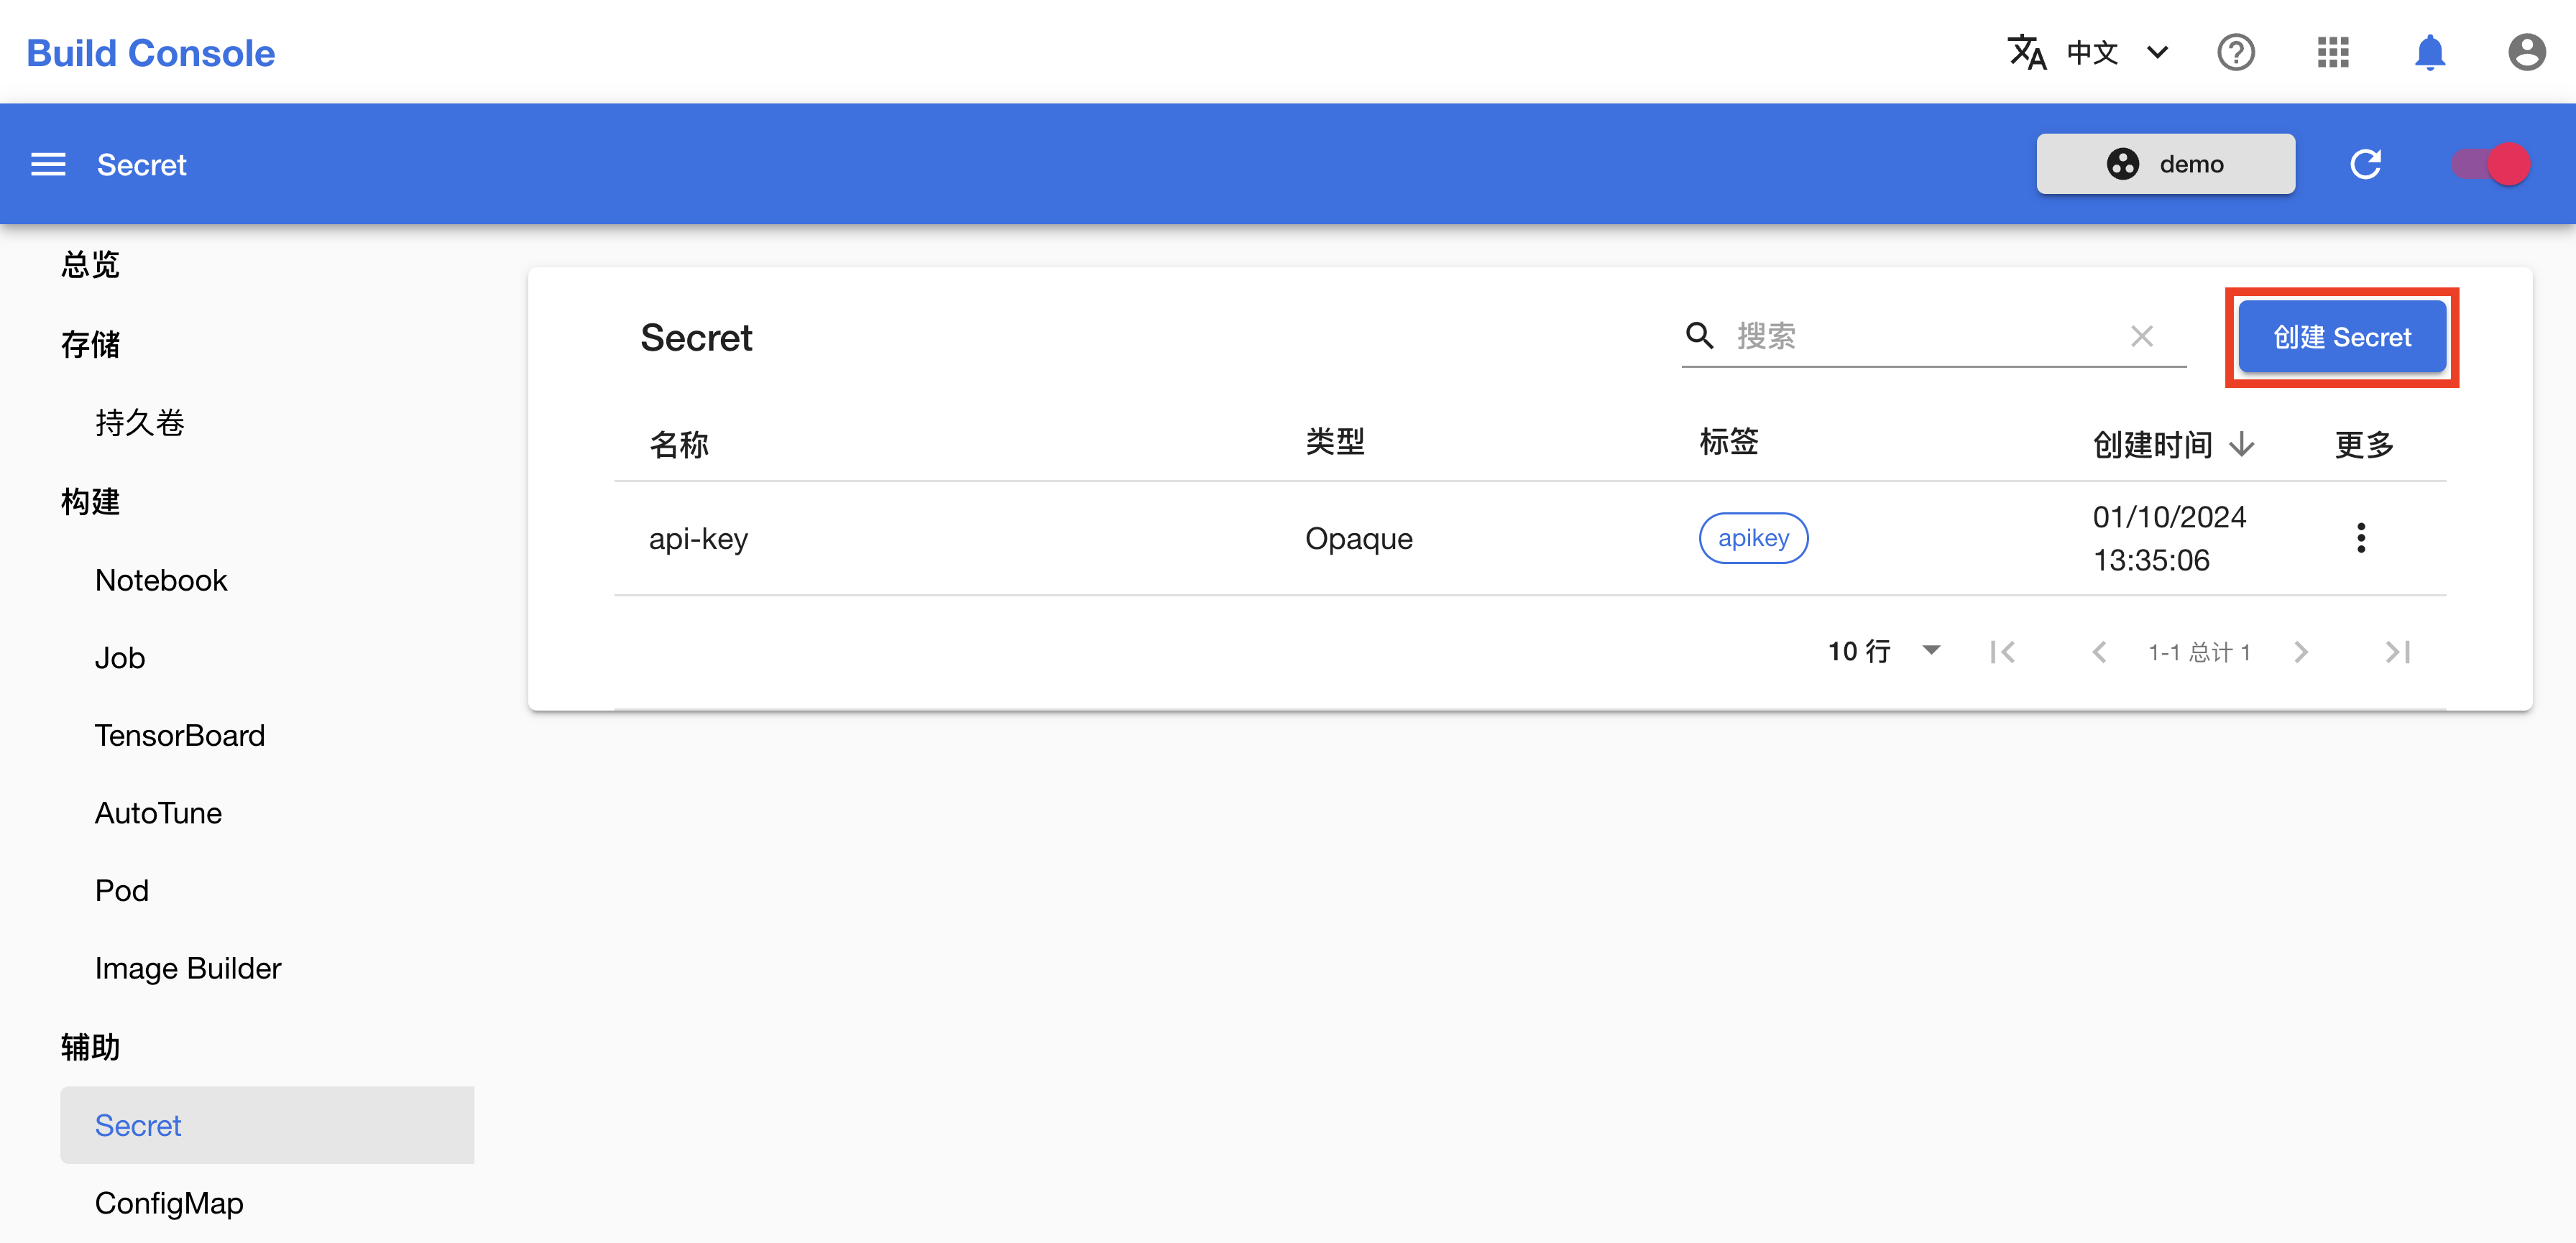 Build Console
中文
Secret
demo
总览
存储
持久卷
构建
Notebook
Job
TensorBoard
AutoTune
Pod
Image Builder
辅助
Secret
ConfigMap
Secret
搜索
创建 Secret
名称 类型 标签 创建时间 更多
api-key Opaque apikey 01/10/2024
13:35:06
10 行 1-1 总计 1